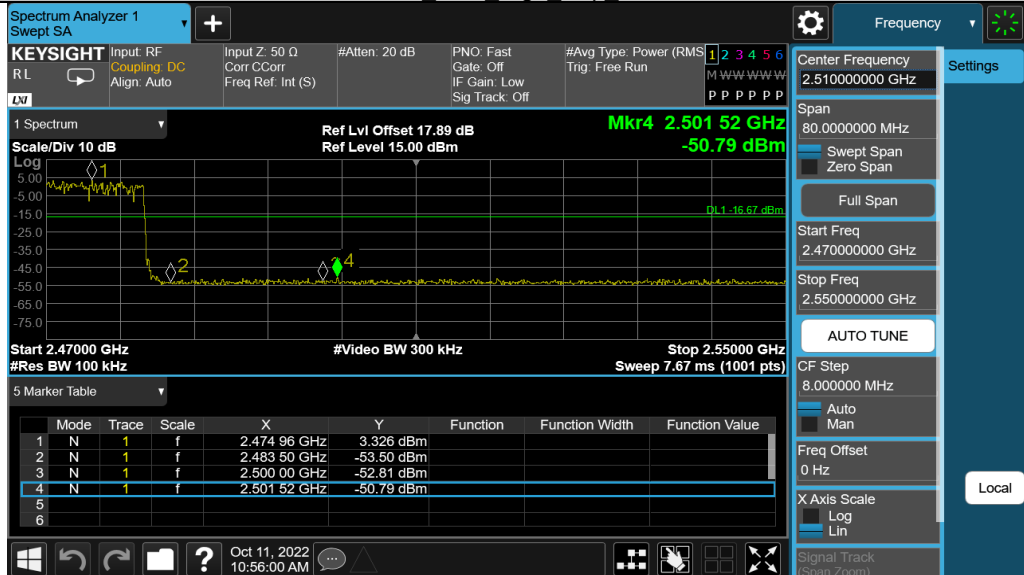 Spectrum Analyzer 1
Swept SA
+
Frequency
KEYSIGHT
R L
LXI
Input: RF
Coupling: DC
Align: Auto
Input Z: 50 Ω
Corr CCorr
Freq Ref: Int (S)
#Atten: 20 dB
PNO: Fast
Gate: Off
IF Gain: Low
Sig Track: Off
#Avg Type: Power (RMS
Trig: Free Run
1 2 3 4 5 6
M W W W W W
P P P P P P
1 Spectrum
Scale/Div 10 dB
Ref Lvl Offset 17.89 dB
Ref Level 15.00 dBm
Mkr4 2.501 52 GHz
-50.79 dBm
Log
5.00
-5.00
-15.0
-25.0
-35.0
-45.0
-55.0
-65.0
-75.0
1
2
4
DL1 -16.67 dBm
Start 2.47000 GHz
#Video BW 300 kHz
Stop 2.55000 GHz
#Res BW 100 kHz
Sweep 7.67 ms (1001 pts)
5 Marker Table
Mode Trace Scale X Y Function Function Width Function Value
1 N 1 f 2.474 96 GHz 3.326 dBm
2 N 1 f 2.483 50 GHz -53.50 dBm
3 N 1 f 2.500 00 GHz -52.81 dBm
4 N 1 f 2.501 52 GHz -50.79 dBm
5
6
?
Oct 11, 2022
10:56:00 AM
Center Frequency
2.510000000 GHz
Span
80.0000000 MHz
Swept Span
Zero Span
Full Span
Start Freq
2.470000000 GHz
Stop Freq
2.550000000 GHz
AUTO TUNE
CF Step
8.000000 MHz
Auto
Man
Freq Offset
0 Hz
X Axis Scale
Log
Lin
Signal Track
(Span Zoom)
Settings
Local